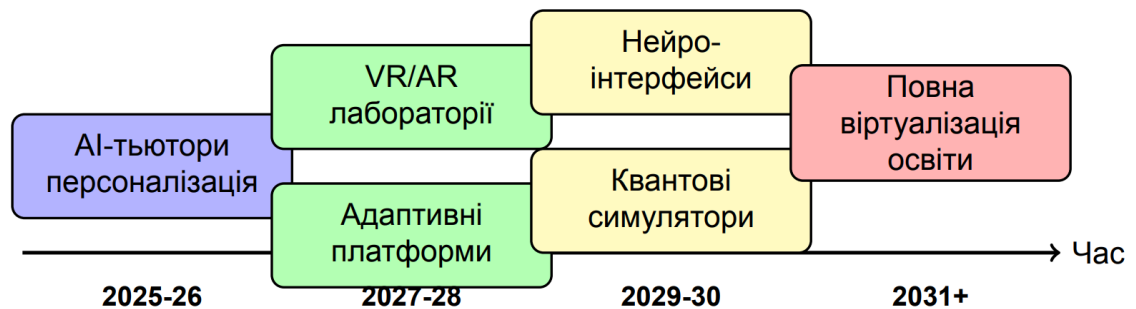 AI-тьютори
персоналізація
VR/AR
лабораторії
Адаптивні
платформи
Нейро-
інтерфейси
Квантові
симулятори
Повна
віртуалізація
освіти
Час
2025-26
2027-28
2029-30
2031+